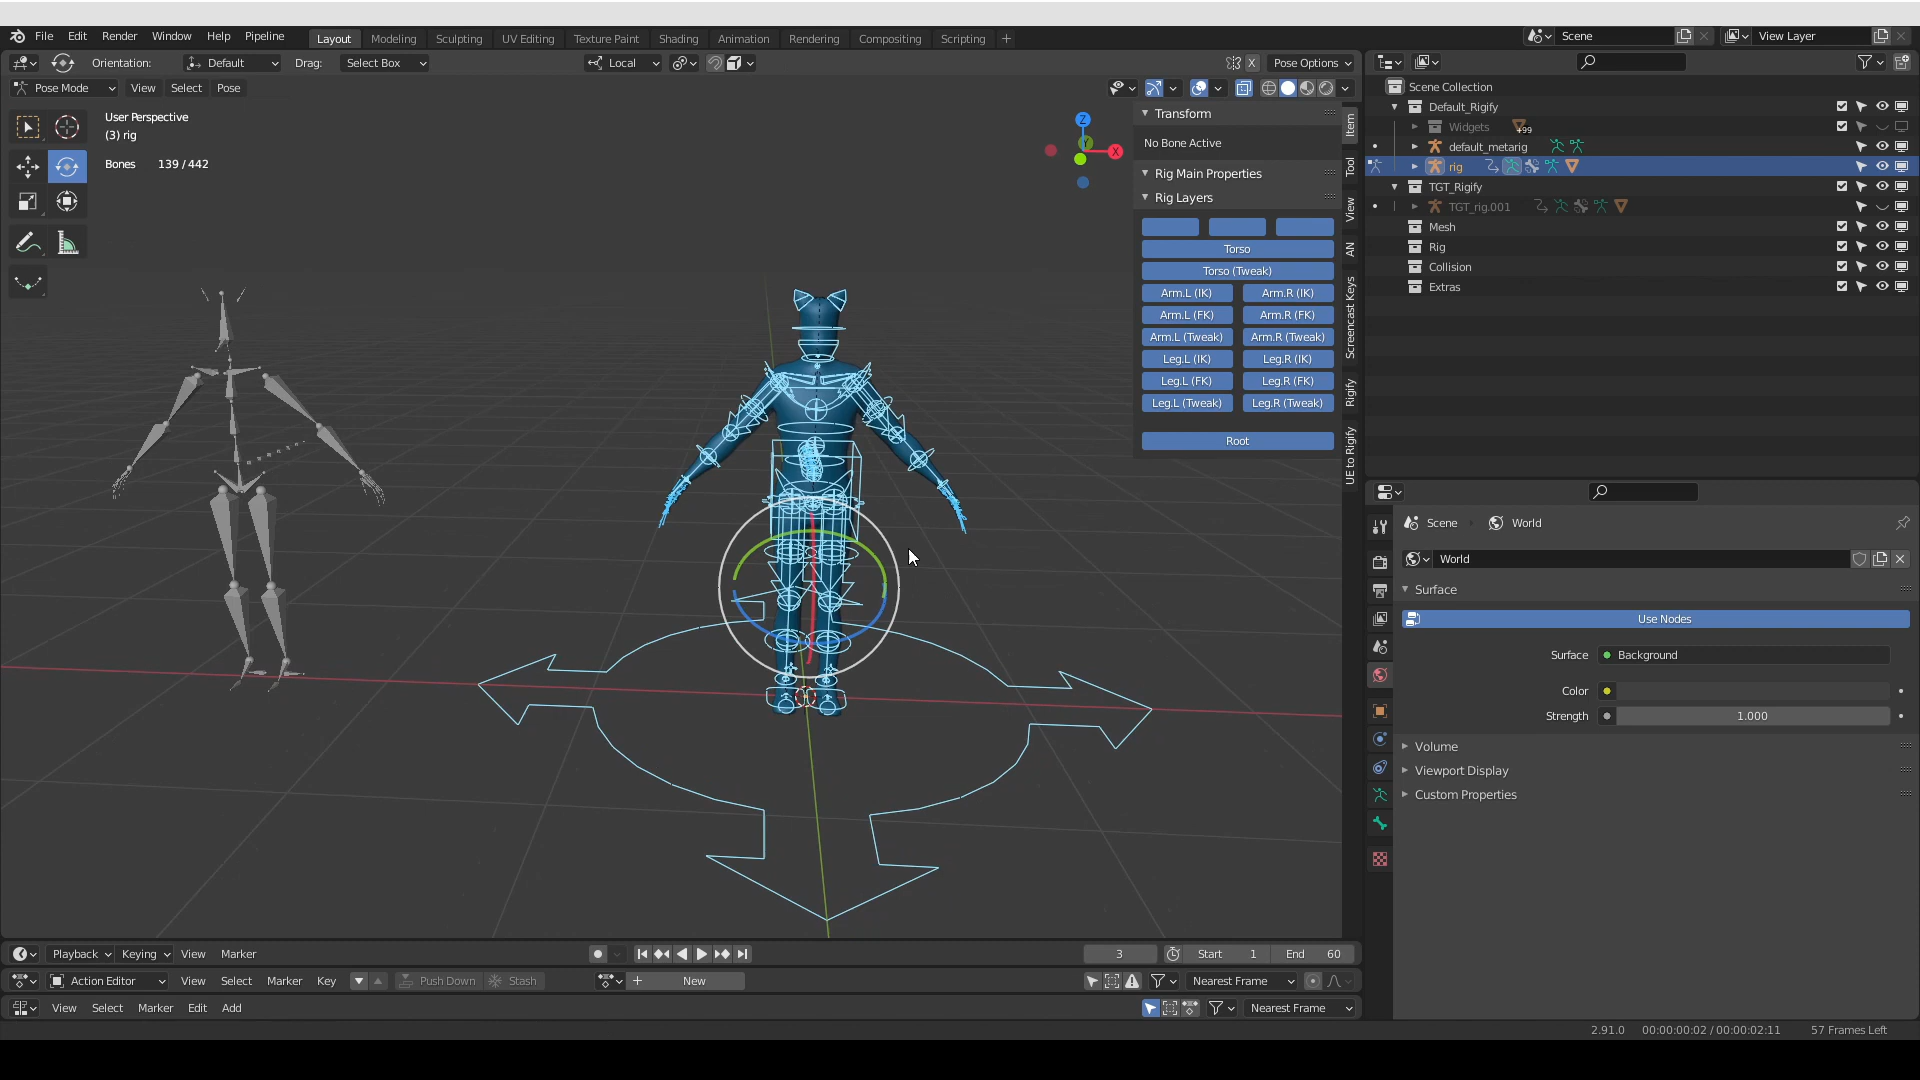 File Edit Render Window Help Pipeline Layout Modeling Sculpting UV Editing Texture Paint Shading Animation Rendering Compositing Scripting + Scene View Layer
Orientation: Default Drag: Select Box Local X Pose Options
Pose Mode View Select Pose
User Perspective
(3) rig
Bones 139 / 442
Z
X
Y
Transform
No Bone Active
Rig Main Properties
Rig Layers
Torso
Torso (Tweak)
Arm.L (IK) Arm.R (IK)
Arm.L (FK) Arm.R (FK)
Arm.L (Tweak) Arm.R (Tweak)
Leg.L (IK) Leg.R (IK)
Leg.L (FK) Leg.R (FK)
Leg.L (Tweak) Leg.R (Tweak)
Root
Item
Tool
View
AN
Screencast Keys
Rigify
UE to Rigify
Scene Collection
Default_Rigify
Widgets +99
default_metarig
rig
TGT_Rigify
TGT_rig.001
Mesh
Rig
Collision
Extras
Scene World
World
Surface
Use Nodes
Surface Background
Color
Strength 1.000
Volume
Viewport Display
Custom Properties
Playback Keying View Marker 3 Start 1 End 60
Action Editor View Select Marker Key Push Down Stash + New Nearest Frame
View Select Marker Edit Add Nearest Frame
2.91.0 00:00:00:02 / 00:00:02:11 57 Frames Left